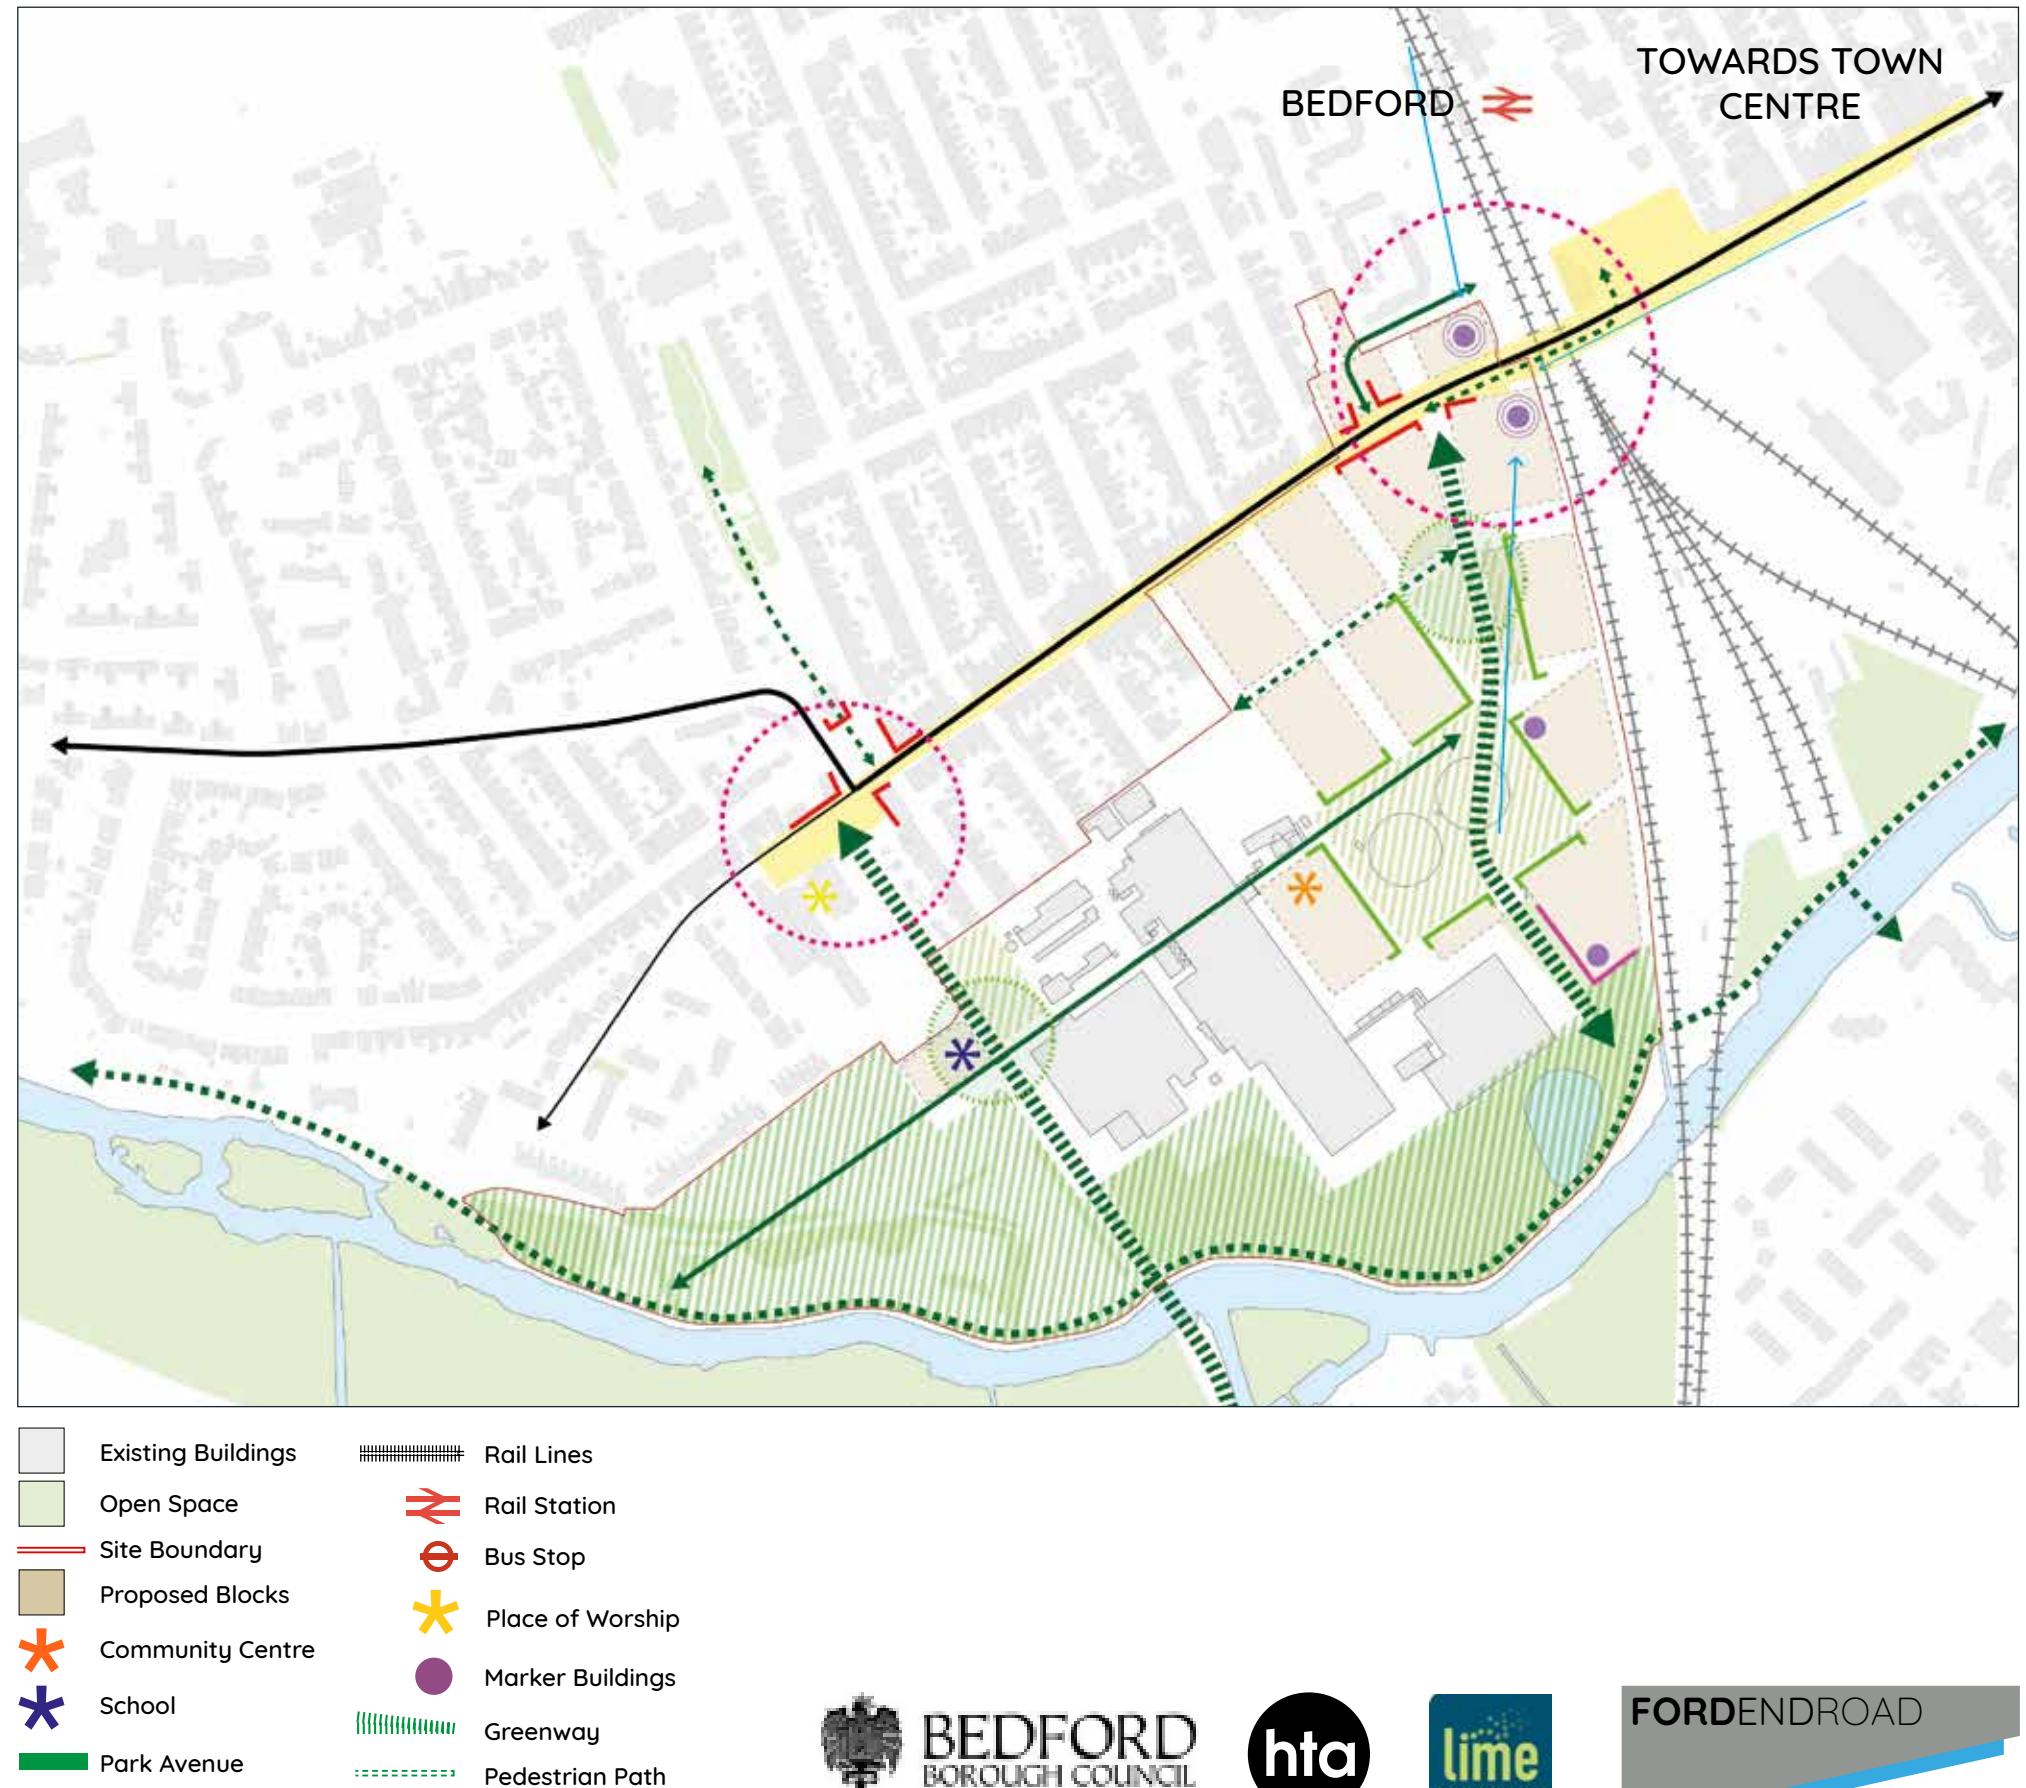 TOWARDS TOWN
CENTRE
BEDFORD
Existing Buildings
Open Space
Site Boundary
Proposed Blocks
Community Centre
School
Park Avenue
Rail Lines
Rail Station
Bus Stop
Place of Worship
Marker Buildings
Greenway
Pedestrian Path
BEDFORD
BOROUGH COUNCIL
hta
lime
FORDENDROAD